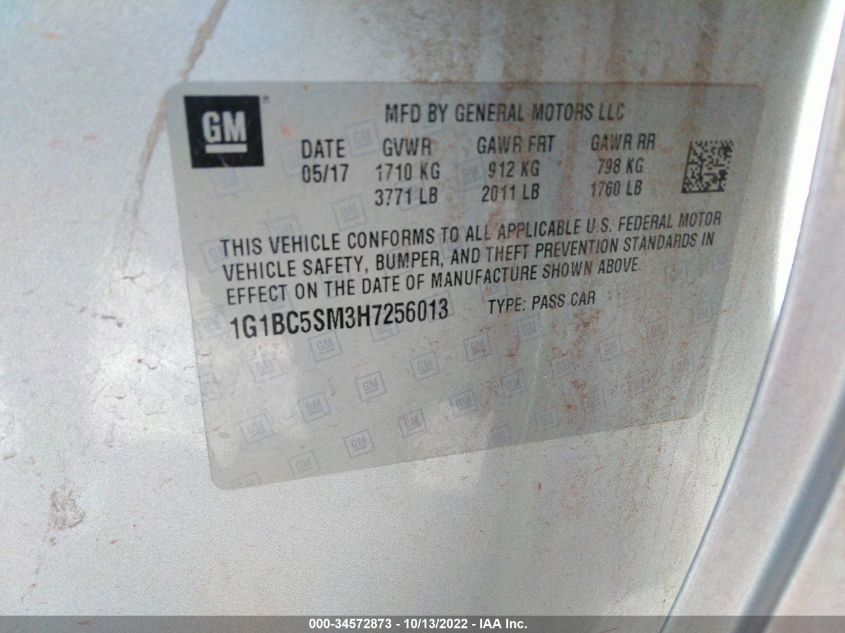 GM
MFD BY GENERAL MOTORS LLC
DATE GVWR GAWR FRT GAWR RR
05/17 1710 KG 912 KG 798 KG
3771 LB 2011 LB 1760 LB
THIS VEHICLE CONFORMS TO ALL APPLICABLE U.S. FEDERAL MOTOR
VEHICLE SAFETY, BUMPER, AND THEFT PREVENTION STANDARDS IN
EFFECT ON THE DATE OF MANUFACTURE SHOWN ABOVE.
1G1BC5SM3H7256013 TYPE: PASS CAR
000-34572873 | 10/13/2022 - IAA Inc.